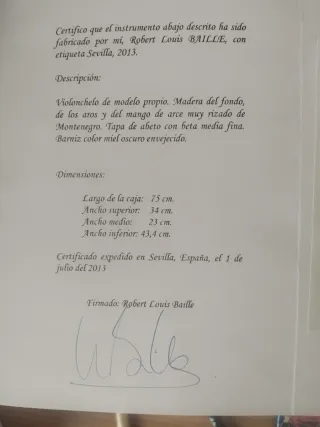 Certifico que el instrumento abajo descrito ha sido
fabricado por mí, Robert Louis BAILLE, con
etiqueta Sevilla, 2013.
Descripción:
Violonchelo de modelo propio. Madera del fondo,
de los aros y del mango de arce muy rizado de
Montenegro. Tapa de abeto con beta media fina.
Barniz color miel oscuro envejecido.
Dimensiones:
Largo de la caja: 75 cm.
Ancho superior: 34 cm.
Ancho medio: 23 cm.
Ancho inferior: 43,4 cm.
Certificado expedido en Sevilla, España, el 1 de
julio del 2013
Firmado: Robert Louis Baille